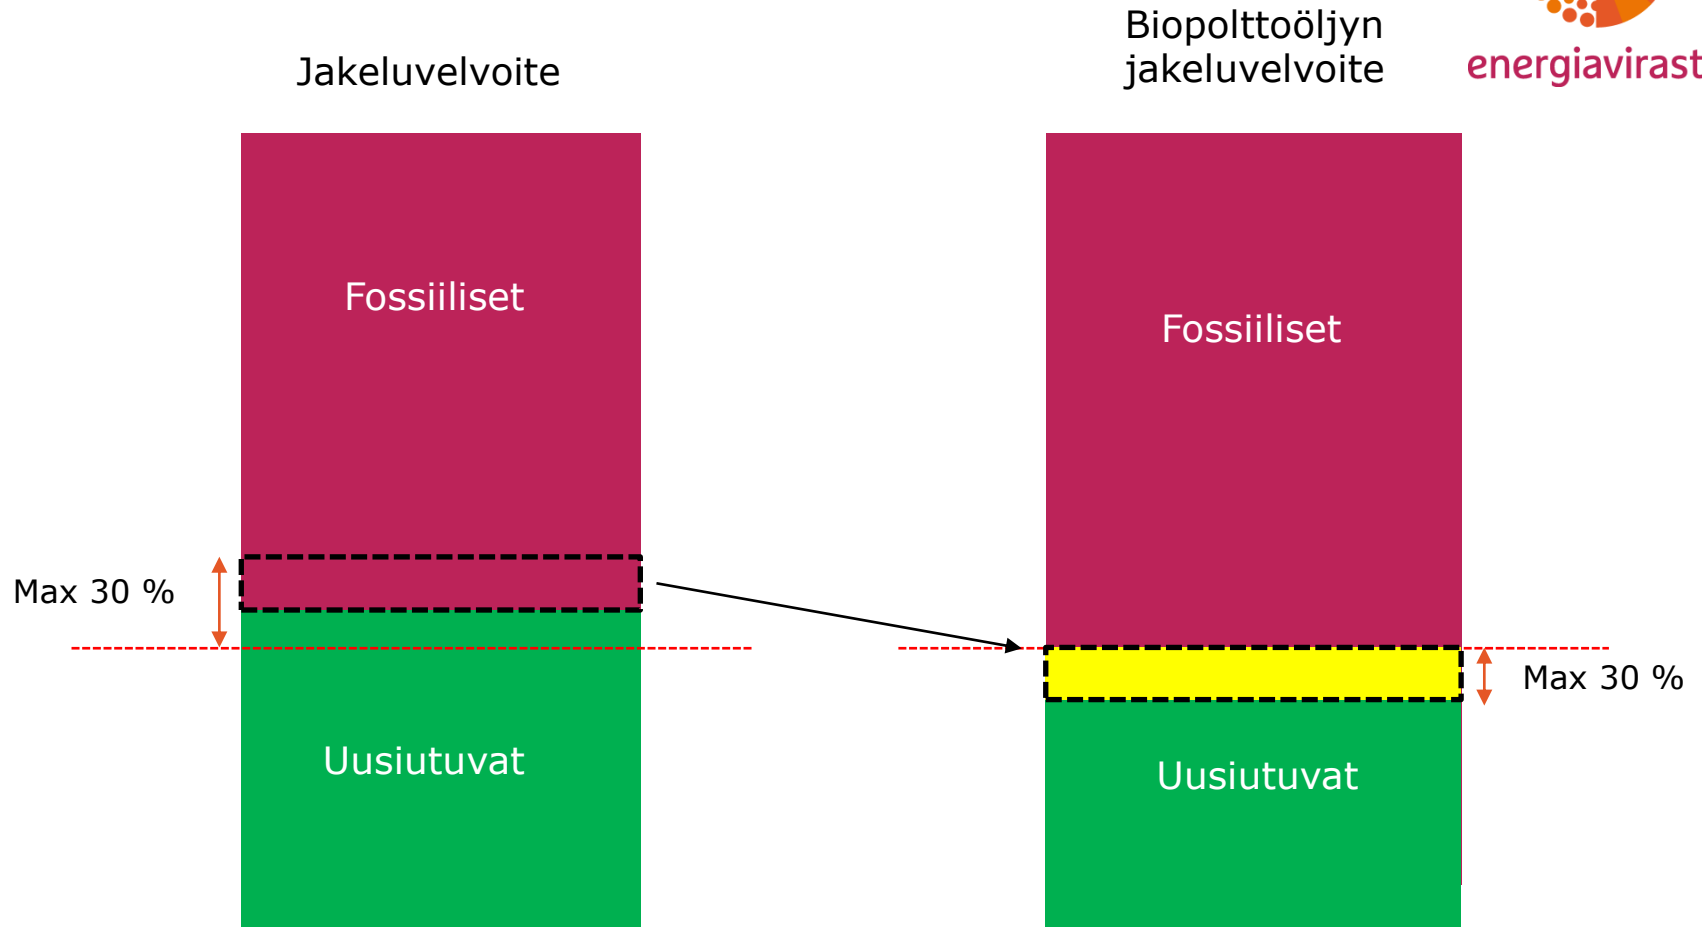 Jakeluvelvoite
Biopolttoöljyn
jakeluvelvoite
energiavirast
Fossiiliset
Fossiiliset
Max 30 %
Max 30 %
Uusiutuvat
Uusiutuvat